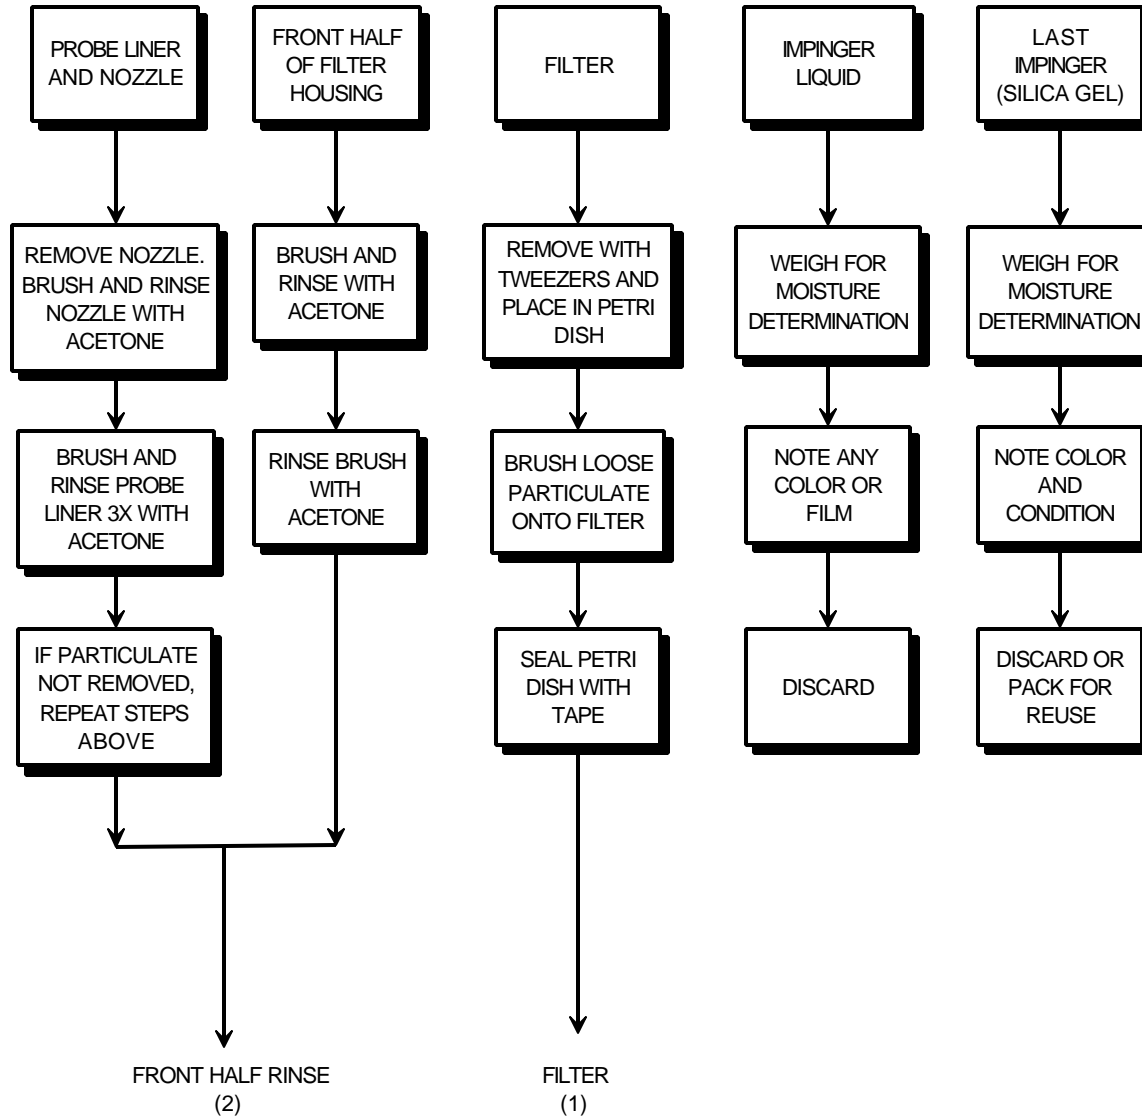 PROBE LINER
AND NOZZLE
FRONT HALF
OF FILTER
HOUSING
FILTER
IMPINGER
LIQUID
LAST
IMPINGER
(SILICA GEL)
REMOVE NOZZLE.
BRUSH AND RINSE
NOZZLE WITH
ACETONE
BRUSH AND
RINSE WITH
ACETONE
REMOVE WITH
TWEEZERS AND
PLACE IN PETRI
DISH
WEIGH FOR
MOISTURE
DETERMINATION
WEIGH FOR
MOISTURE
DETERMINATION
BRUSH AND
RINSE PROBE
LINER 3X WITH
ACETONE
RINSE BRUSH
WITH
ACETONE
BRUSH LOOSE
PARTICULATE
ONTO FILTER
NOTE ANY
COLOR OR
FILM
NOTE COLOR
AND
CONDITION
IF PARTICULATE
NOT REMOVED,
REPEAT STEPS
ABOVE
SEAL PETRI
DISH WITH
TAPE
DISCARD
DISCARD OR
PACK FOR
REUSE
FRONT HALF RINSE
(2)
FILTER
(1)